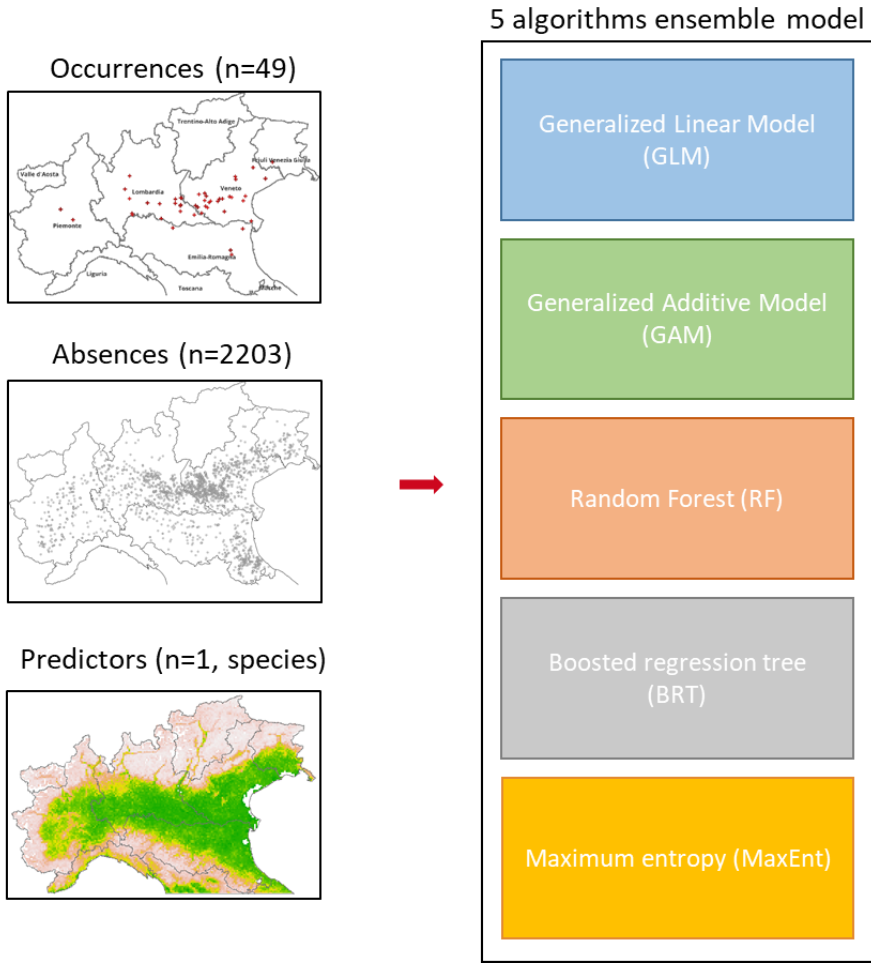 5 algorithms ensemble model
Occurrences (n=49)
Trentino-Alto Adige
Friuli Venezia Giulia
Valle d'Aosta
Lombardia
Veneto
Piemonte
Emilia-Romagna
Liguria
Toscana
Absences (n=2203)
Predictors (n=1, species)
Generalized Linear Model
(GLM)
Generalized Additive Model
(GAM)
Random Forest (RF)
Boosted regression tree
(BRT)
Maximum entropy (MaxEnt)